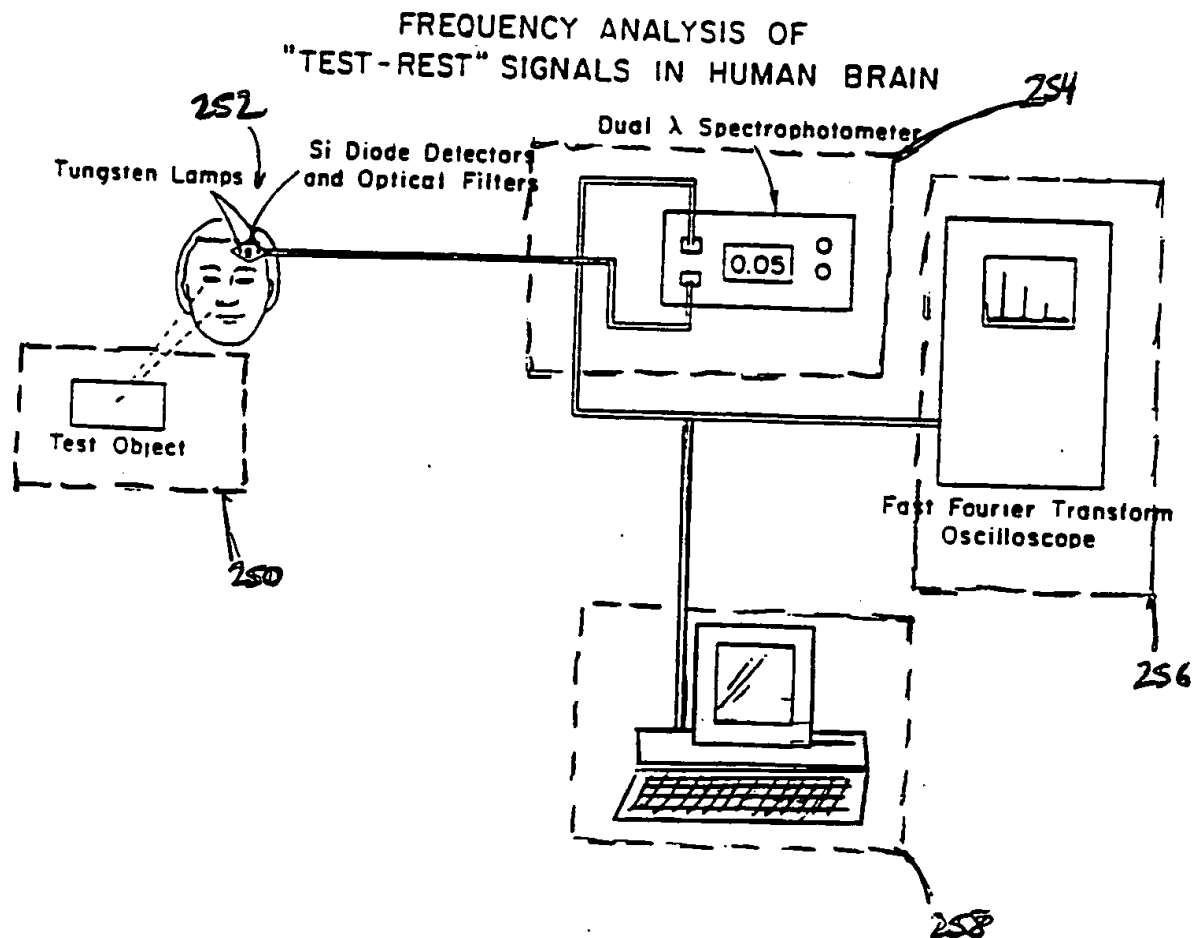 FREQUENCY ANALYSIS OF
"TEST-REST" SIGNALS IN HUMAN BRAIN
252
254
Dual λ Spectrophotometer
Si Diode Detectors
and Optical Filters
Tungsten Lamps
0.05
Test Object
250
Fast Fourier Transform
Oscilloscope
256
258